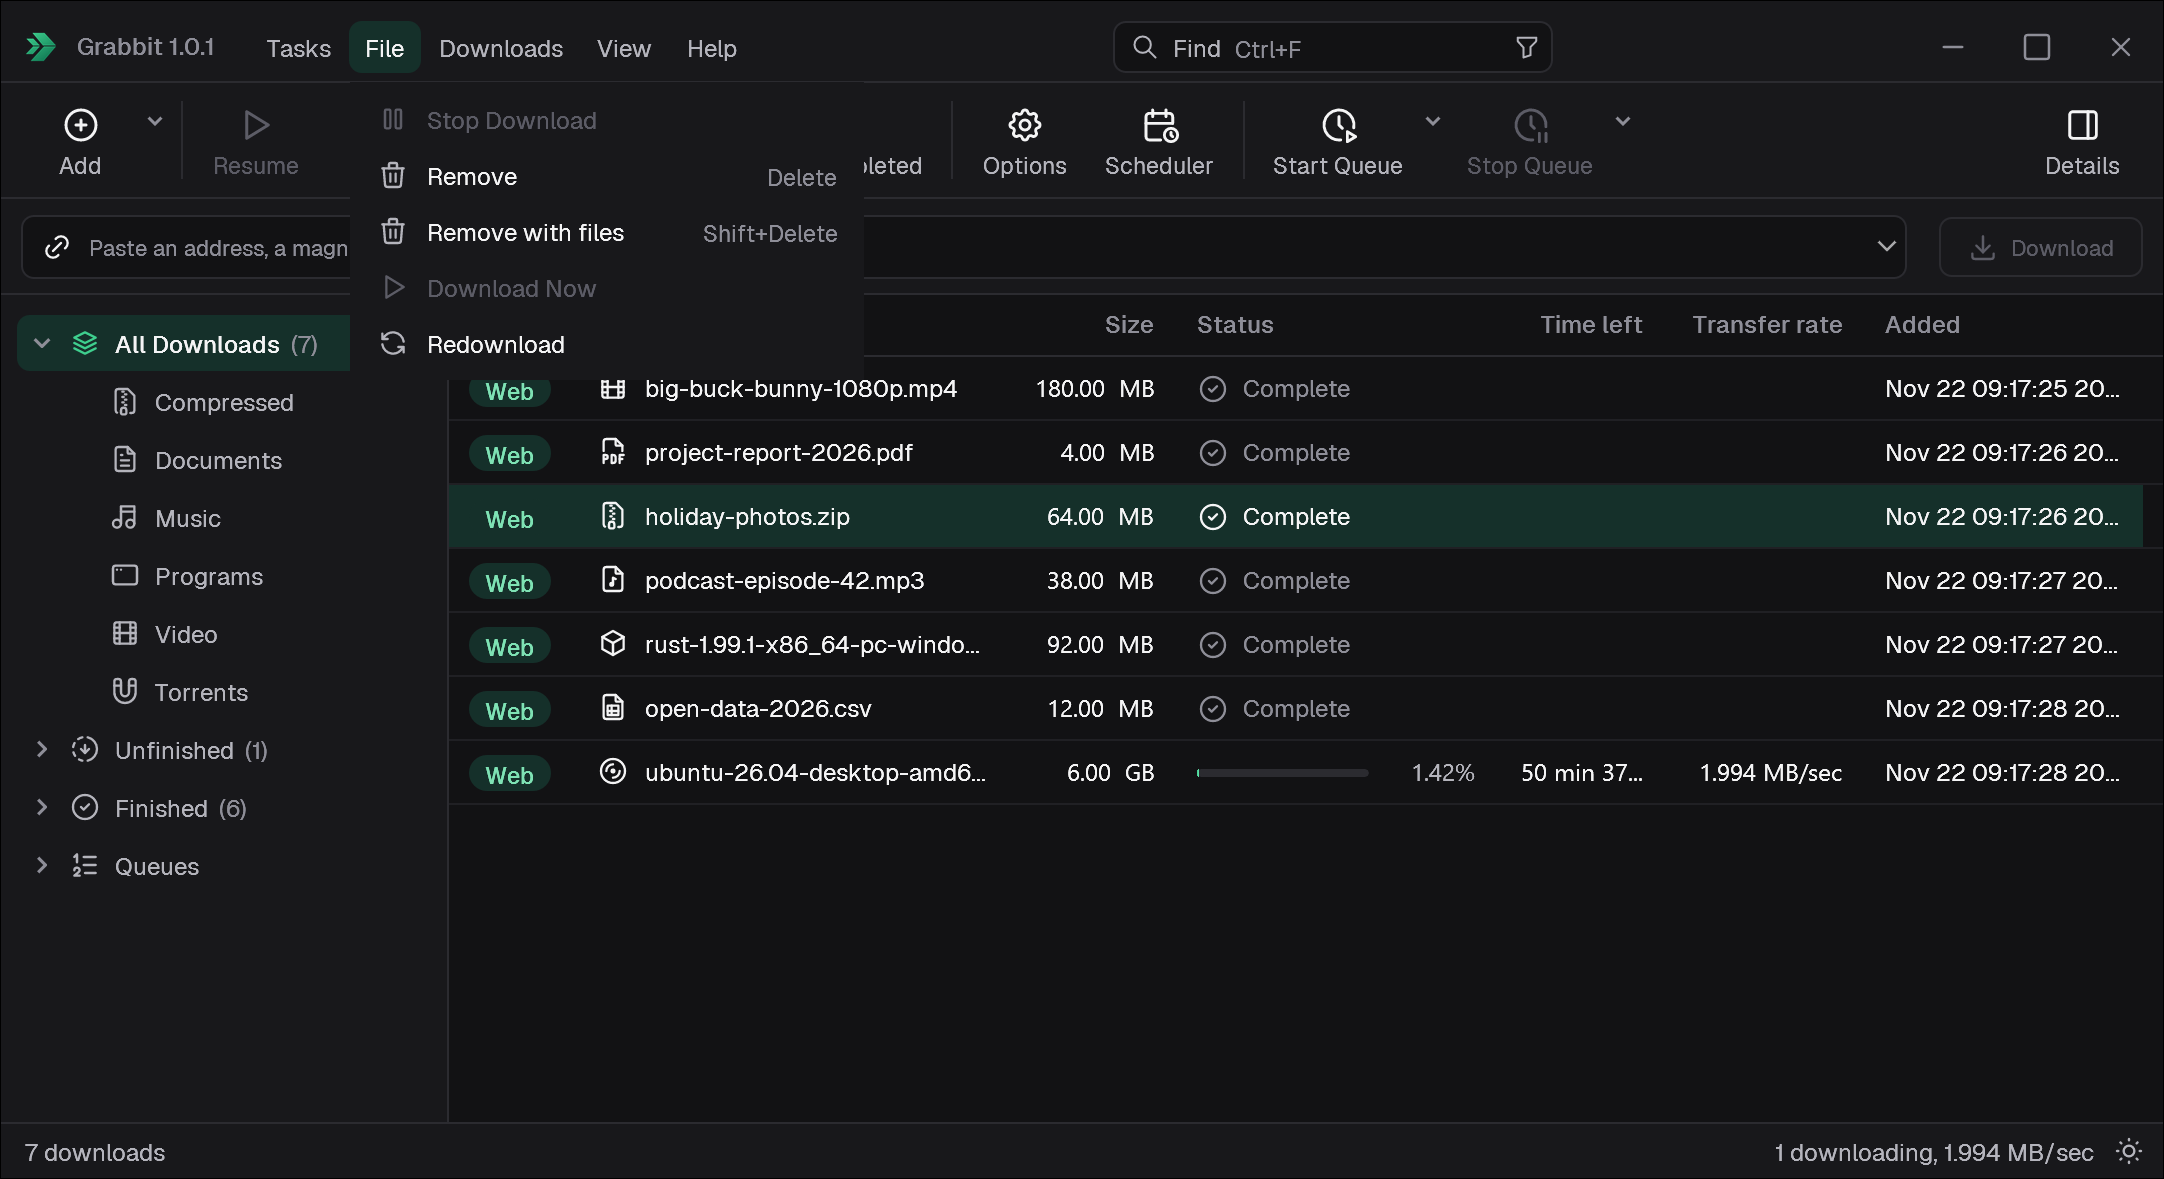 Grabbit 1.0.1 Tasks File Downloads View Help Find Ctrl+F
Stop Download
Remove Delete
Remove with files Shift+Delete
Download Now
Redownload
Add Resume Options Scheduler Start Queue Stop Queue Details
Paste an address, a Download
Size Status Time left Transfer rate Added
All Downloads (7)
Compressed
Documents
Music
Programs
Video
Torrents
Unfinished (1)
Finished (6)
Queues
Web big-buck-bunny-1080p.mp4 180.00 MB Complete Nov 22 09:17:25 20...
Web project-report-2026.pdf 4.00 MB Complete Nov 22 09:17:26 20...
Web holiday-photos.zip 64.00 MB Complete Nov 22 09:17:26 20...
Web podcast-episode-42.mp3 38.00 MB Complete Nov 22 09:17:27 20...
Web rust-1.99.1-x86_64-pc-windo... 92.00 MB Complete Nov 22 09:17:27 20...
Web open-data-2026.csv 12.00 MB Complete Nov 22 09:17:28 20...
Web ubuntu-26.04-desktop-amd6... 6.00 GB 1.42% 50 min 37... 1.994 MB/sec Nov 22 09:17:28 20...
7 downloads 1 downloading, 1.994 MB/sec